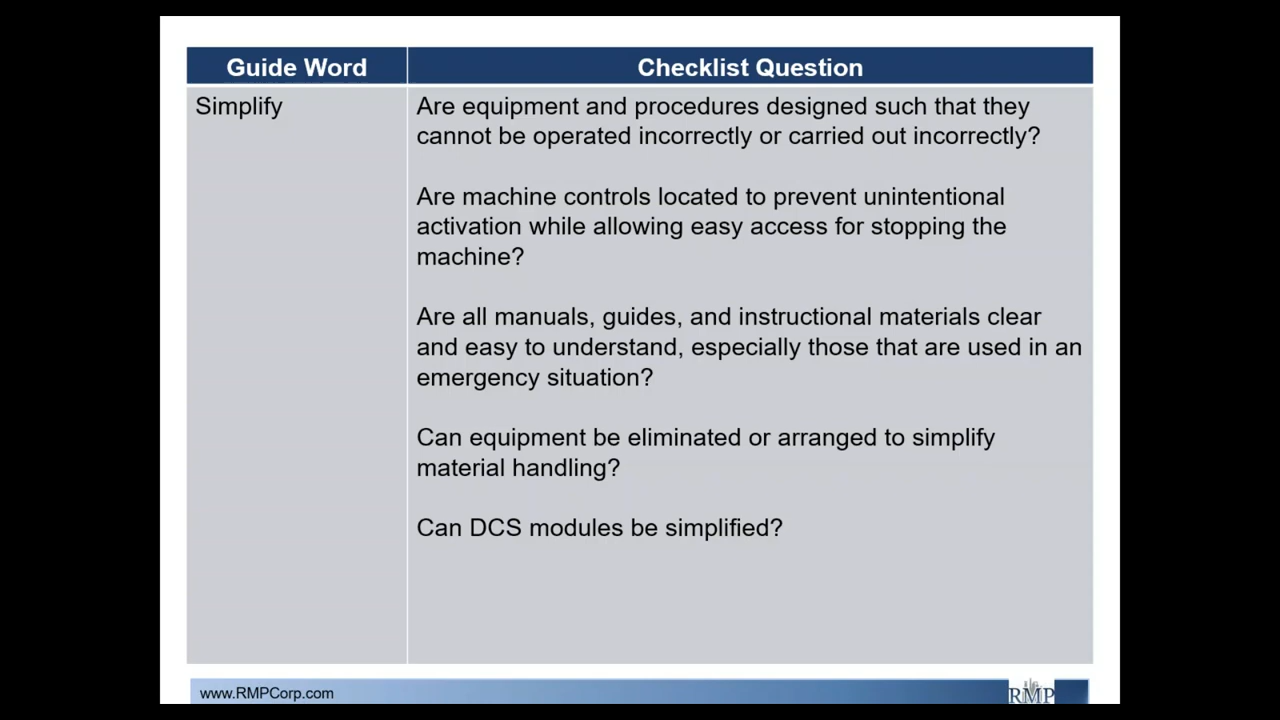 Guide Word
Checklist Question
Simplify
Are equipment and procedures designed such that they
cannot be operated incorrectly or carried out incorrectly?
Are machine controls located to prevent unintentional
activation while allowing easy access for stopping the
machine?
Are all manuals, guides, and instructional materials clear
and easy to understand, especially those that are used in an
emergency situation?
Can equipment be eliminated or arranged to simplify
material handling?
Can DCS modules be simplified?
www.RMPCorp.com
RMP